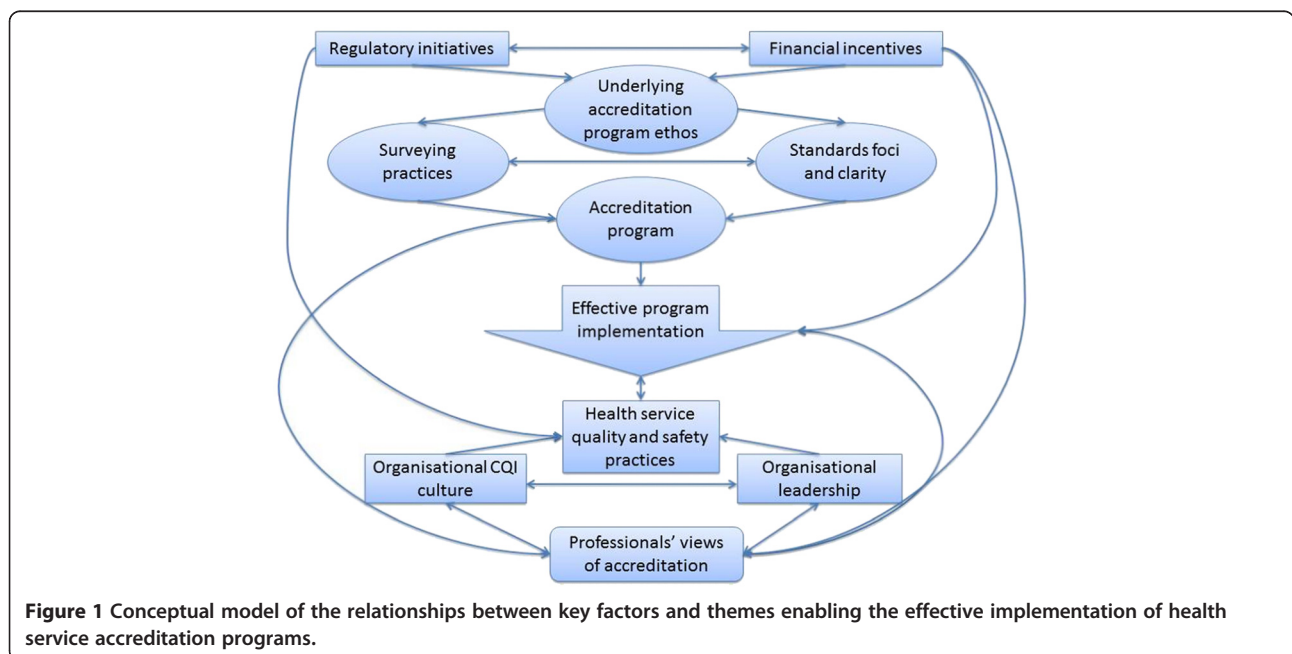 Regulatory initiatives
Financial incentives
Underlying
accreditation
program ethos
Surveying
practices
Standards foci
and clarity
Accreditation
program
Effective program
implementation
Health service
quality and safety
practices
Organisational CQI
culture
Organisational
leadership
Professionals’ views
of accreditation
Figure 1 Conceptual model of the relationships between key factors and themes enabling the effective implementation of health
service accreditation programs.